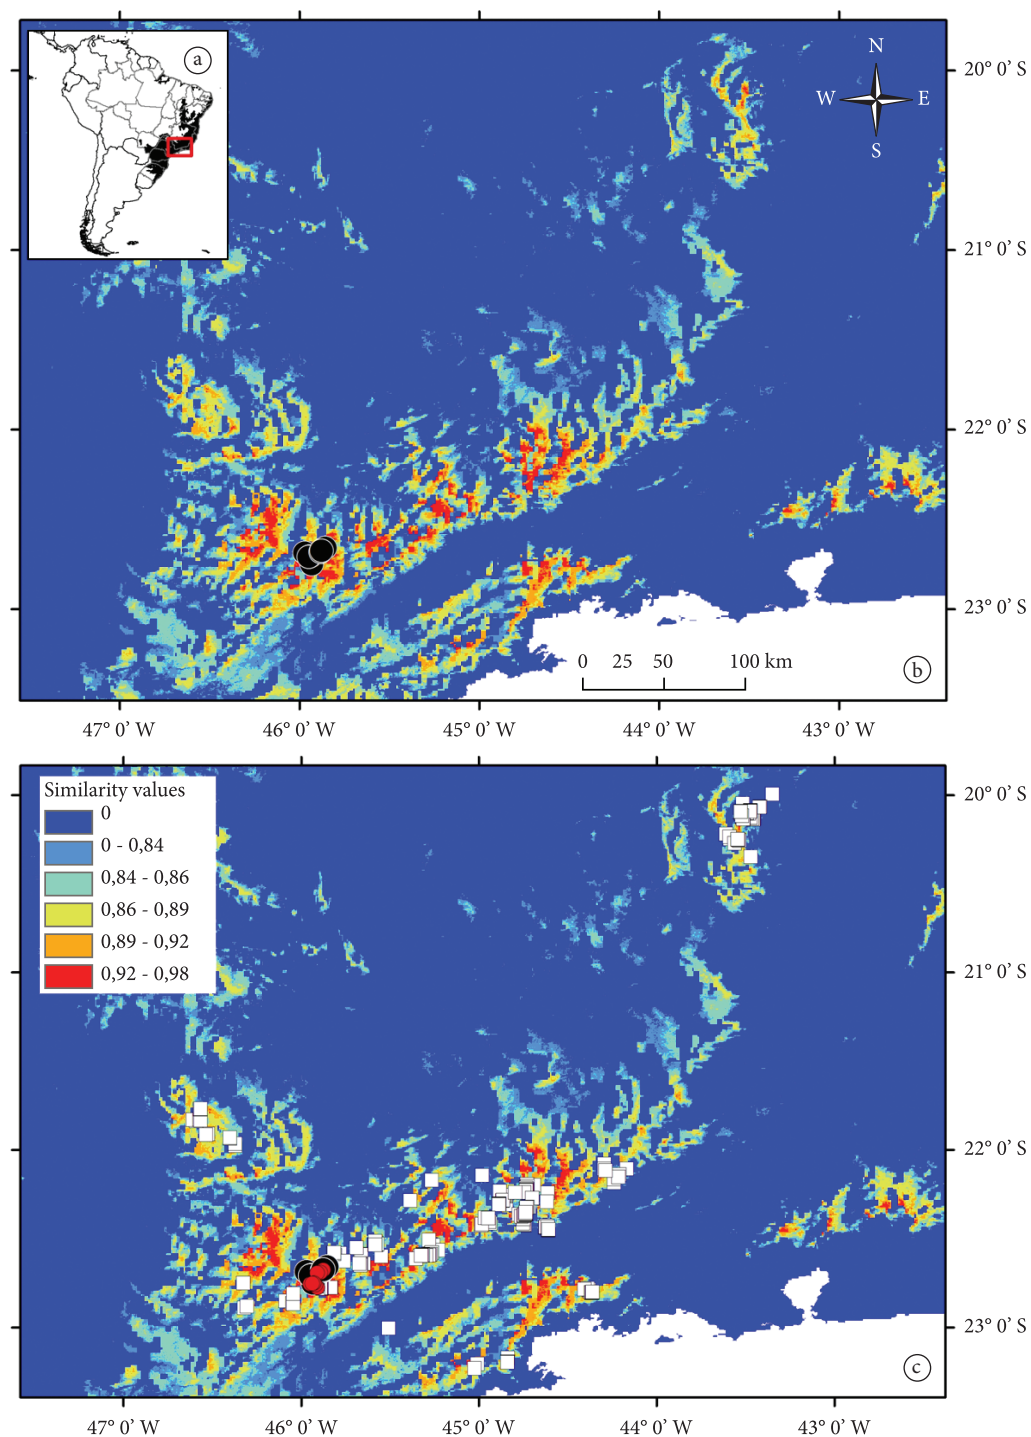 a
N
W E
S
20° 0’ S
21° 0’ S
22° 0’ S
23° 0’ S
0 25 50 100 km
b
47° 0’ W 46° 0’ W 45° 0’ W 44° 0’ W 43° 0’ W
Similarity values
0
0 - 0,84
0,84 - 0,86
0,86 - 0,89
0,89 - 0,92
0,92 - 0,98
20° 0’ S
21° 0’ S
22° 0’ S
23° 0’ S
c
47° 0’ W 46° 0’ W 45° 0’ W 44° 0’ W 43° 0’ W